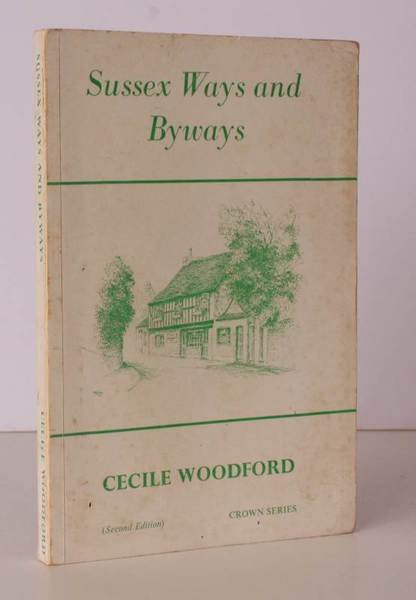 Sussex Ways and
Byways
CECILE WOODFORD
(Second Edition)
CROWN SERIES
SUSSEX WAYS AND BYWAYS
CECILE WOODFORD